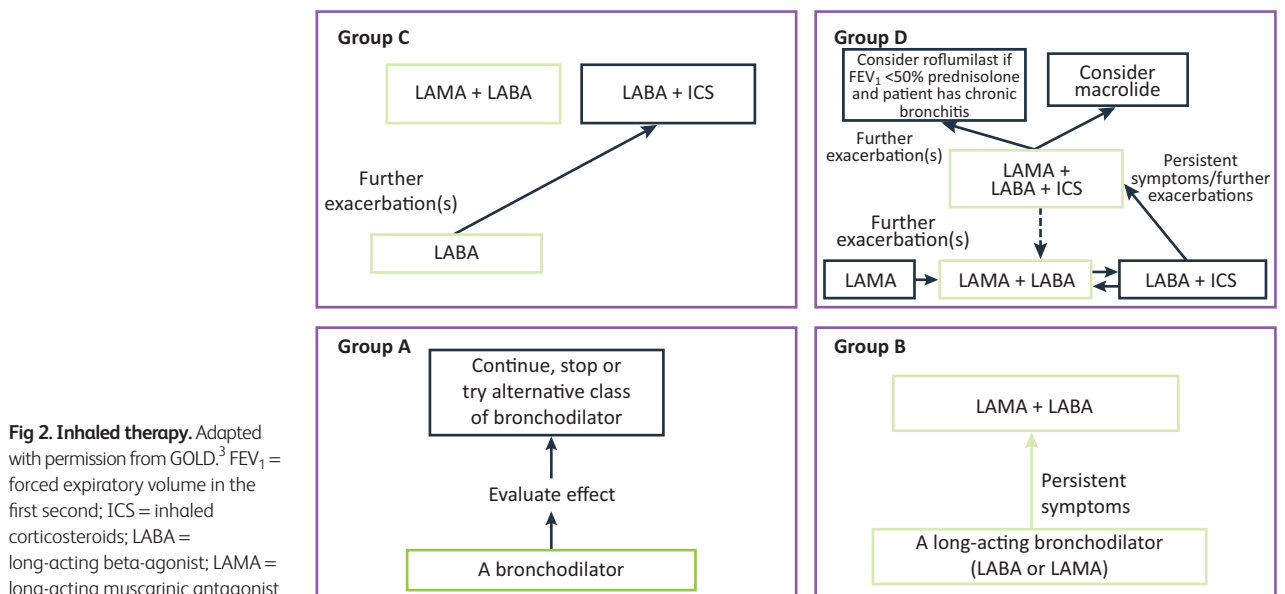 Group C
LAMA + LABA
LABA + ICS
Further
exacerbation(s)
LABA
Group D
Consider roflumilast if
FEV₁ <50% prednisolone
and patient has chronic
bronchitis
Consider
macrolide
Further
exacerbation(s)
LAMA +
LABA + ICS
Persistent
symptoms/further
exacerbations
Further
exacerbation(s)
LAMA
LAMA + LABA
LABA + ICS
Group A
Continue, stop or
try alternative class
of bronchodilator
Evaluate effect
A bronchodilator
Group B
LAMA + LABA
Persistent
symptoms
A long-acting bronchodilator
(LABA or LAMA)
Fig 2. Inhaled therapy. Adapted
with permission from GOLD.³ FEV₁ =
forced expiratory volume in the
first second; ICS = inhaled
corticosteroids; LABA =
long-acting beta-agonist; LAMA =
long-acting muscarinic antagonist